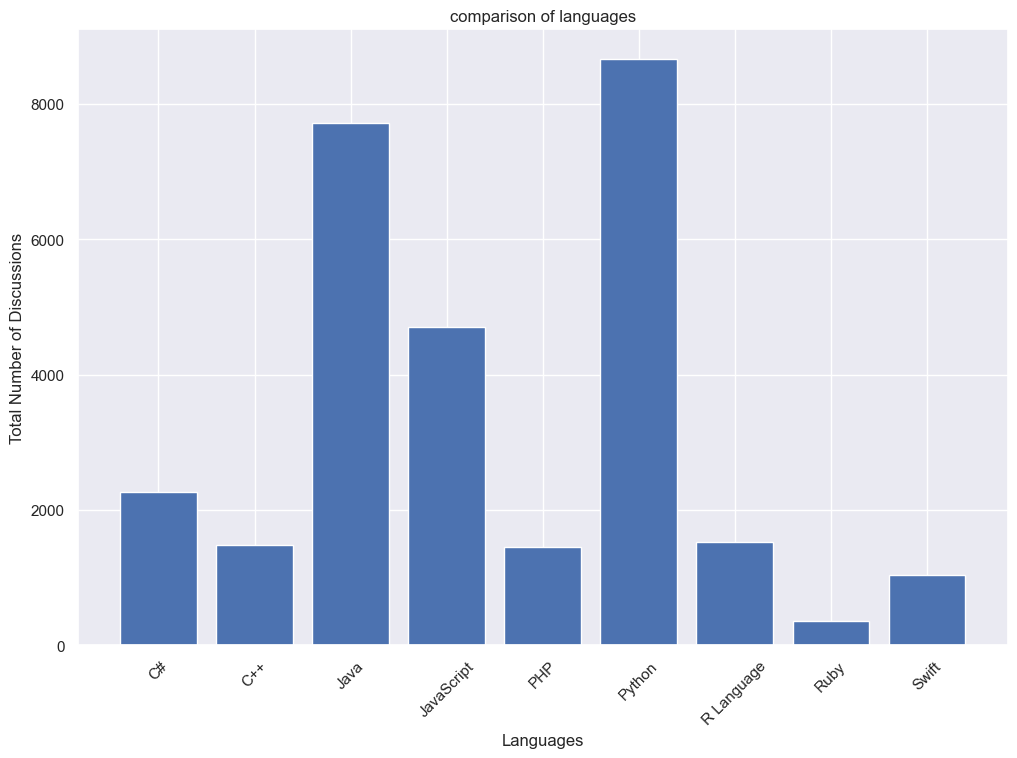 comparison of languages
Total Number of Discussions
8000
6000
4000
2000
0
C#
C++
Java
JavaScript
PHP
Python
R Language
Ruby
Swift
Languages